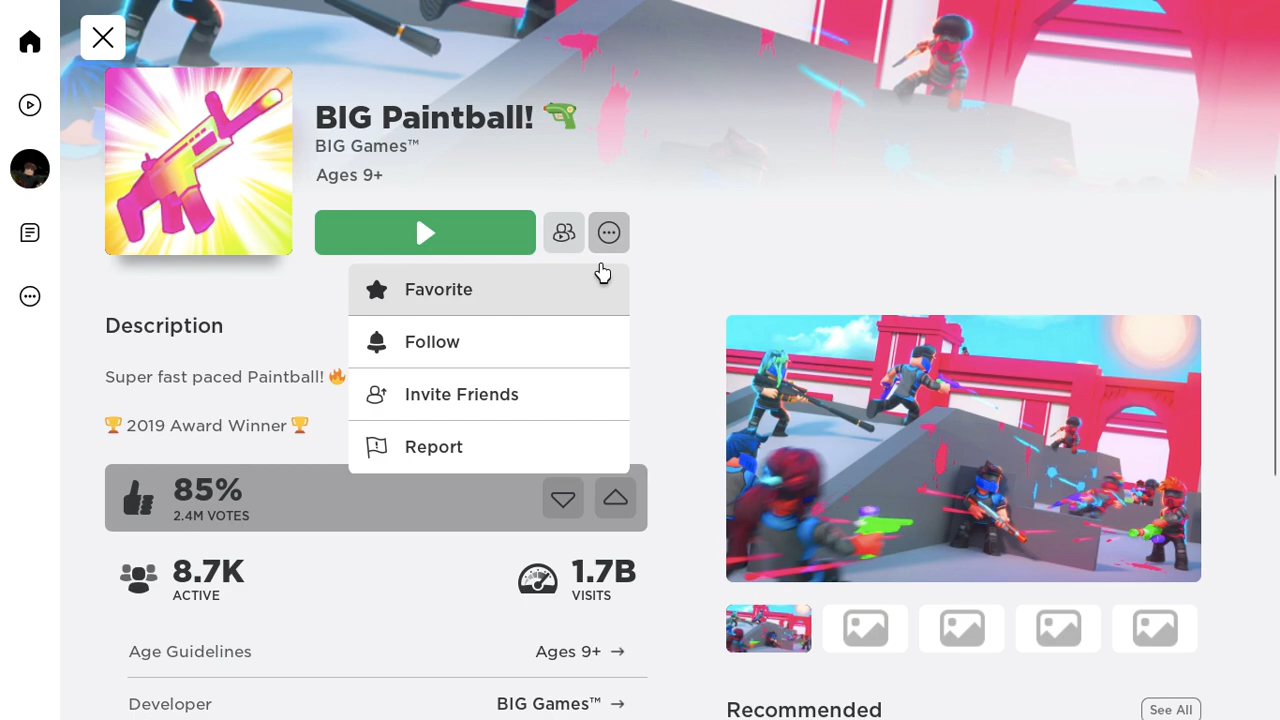 BIG Paintball!
BIG Games™
Ages 9+
Favorite
Follow
Invite Friends
Report
Description
Super fast paced Paintball! 🔥
🏆 2019 Award Winner 🏆
85%
2.4M VOTES
8.7K
ACTIVE
1.7B
VISITS
Age Guidelines
Ages 9+ →
Developer
BIG Games™ →
Recommended
See All